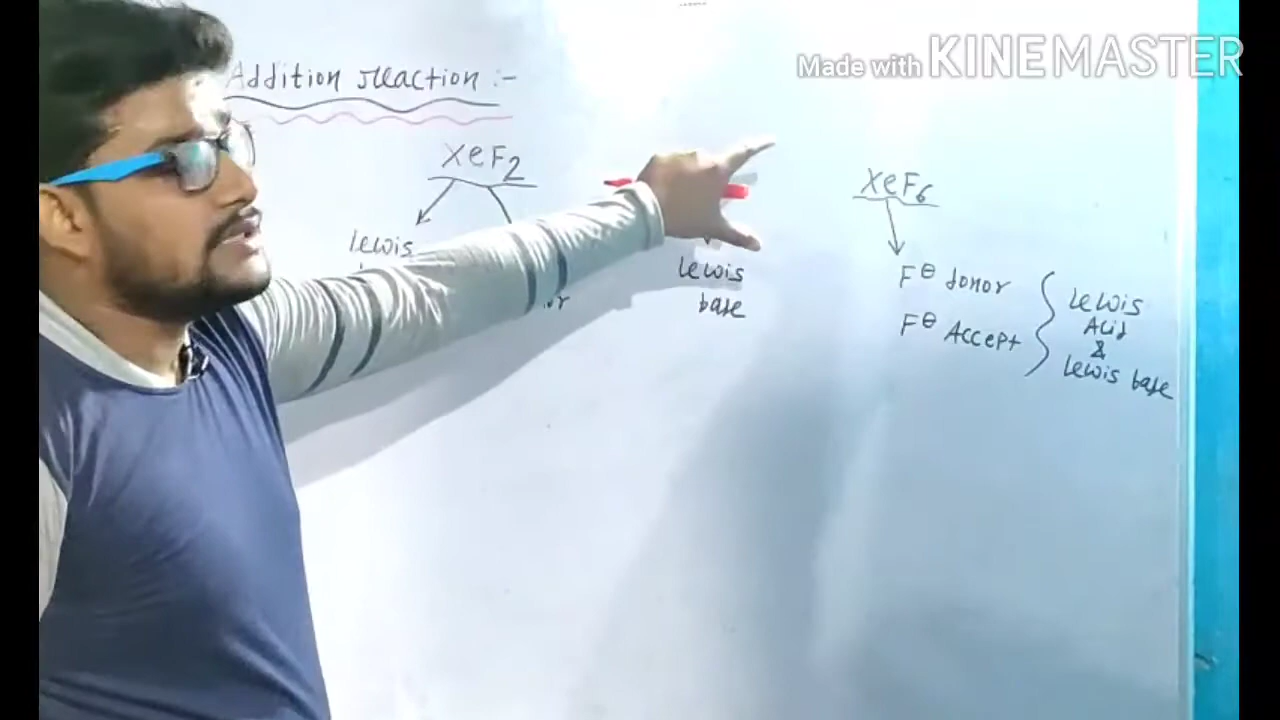 Made with KINEMASTER
Addition reaction :-
XeF2
XeF6
lewis
lewis
base
F⊖ donor
F⊖ Accept
Lewis
Acid
&
Lewis base